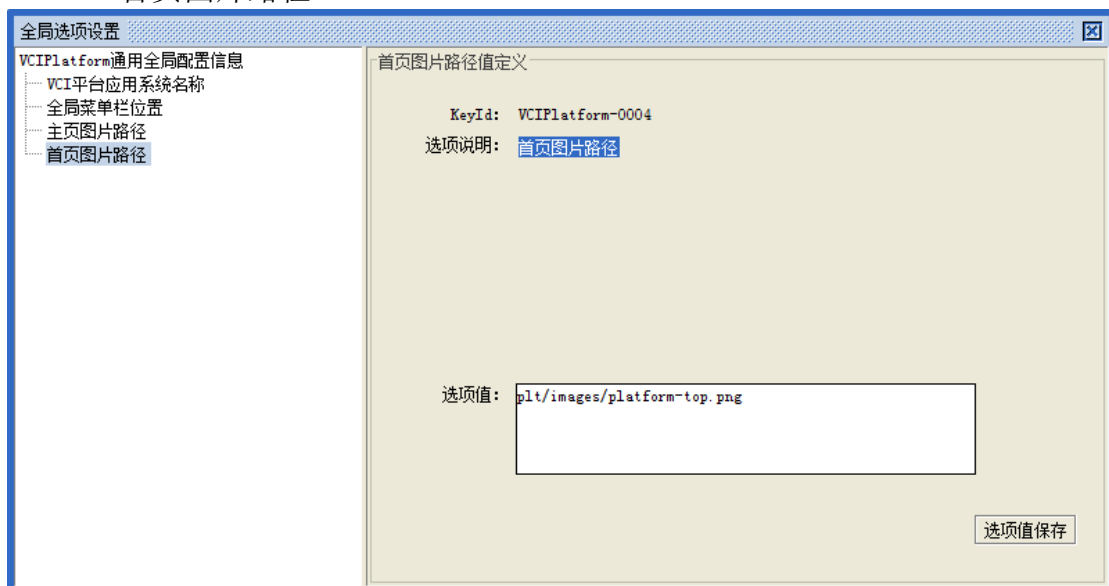 全局选项设置
VCIPlatform通用全局配置信息
VCI平台应用系统名称
全局菜单栏位置
主页图片路径
首页图片路径
首页图片路径值定义
KeyId: VCIPlatform-0004
选项说明: 首页图片路径
选项值: plt/images/platform-top.png
选项值保存